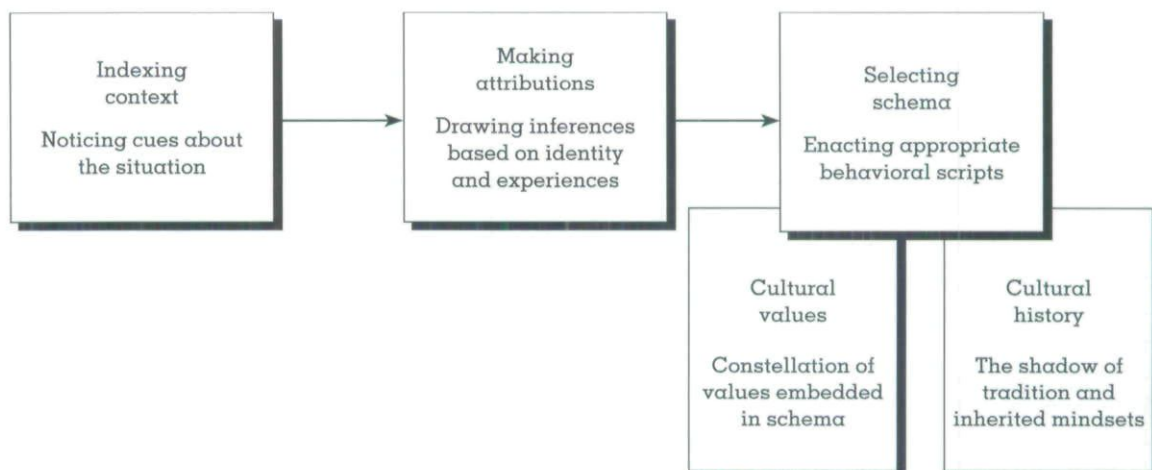 Indexing
context
Noticing cues about
the situation
Making
attributions
Drawing inferences
based on identity
and experiences
Selecting
schema
Enacting appropriate
behavioral scripts
Cultural
values
Constellation of
values embedded
in schema
Cultural
history
The shadow of
tradition and
inherited mindsets